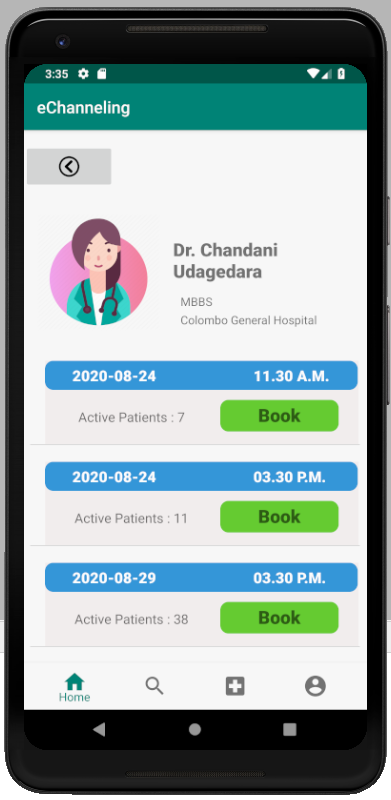 3:35
eChanneling
Dr. Chandani
Udagedara
MBBS
Colombo General Hospital
2020-08-24 11.30 A.M.
Active Patients : 7 Book
2020-08-24 03.30 P.M.
Active Patients : 11 Book
2020-08-29 03.30 P.M.
Active Patients : 38 Book
Home